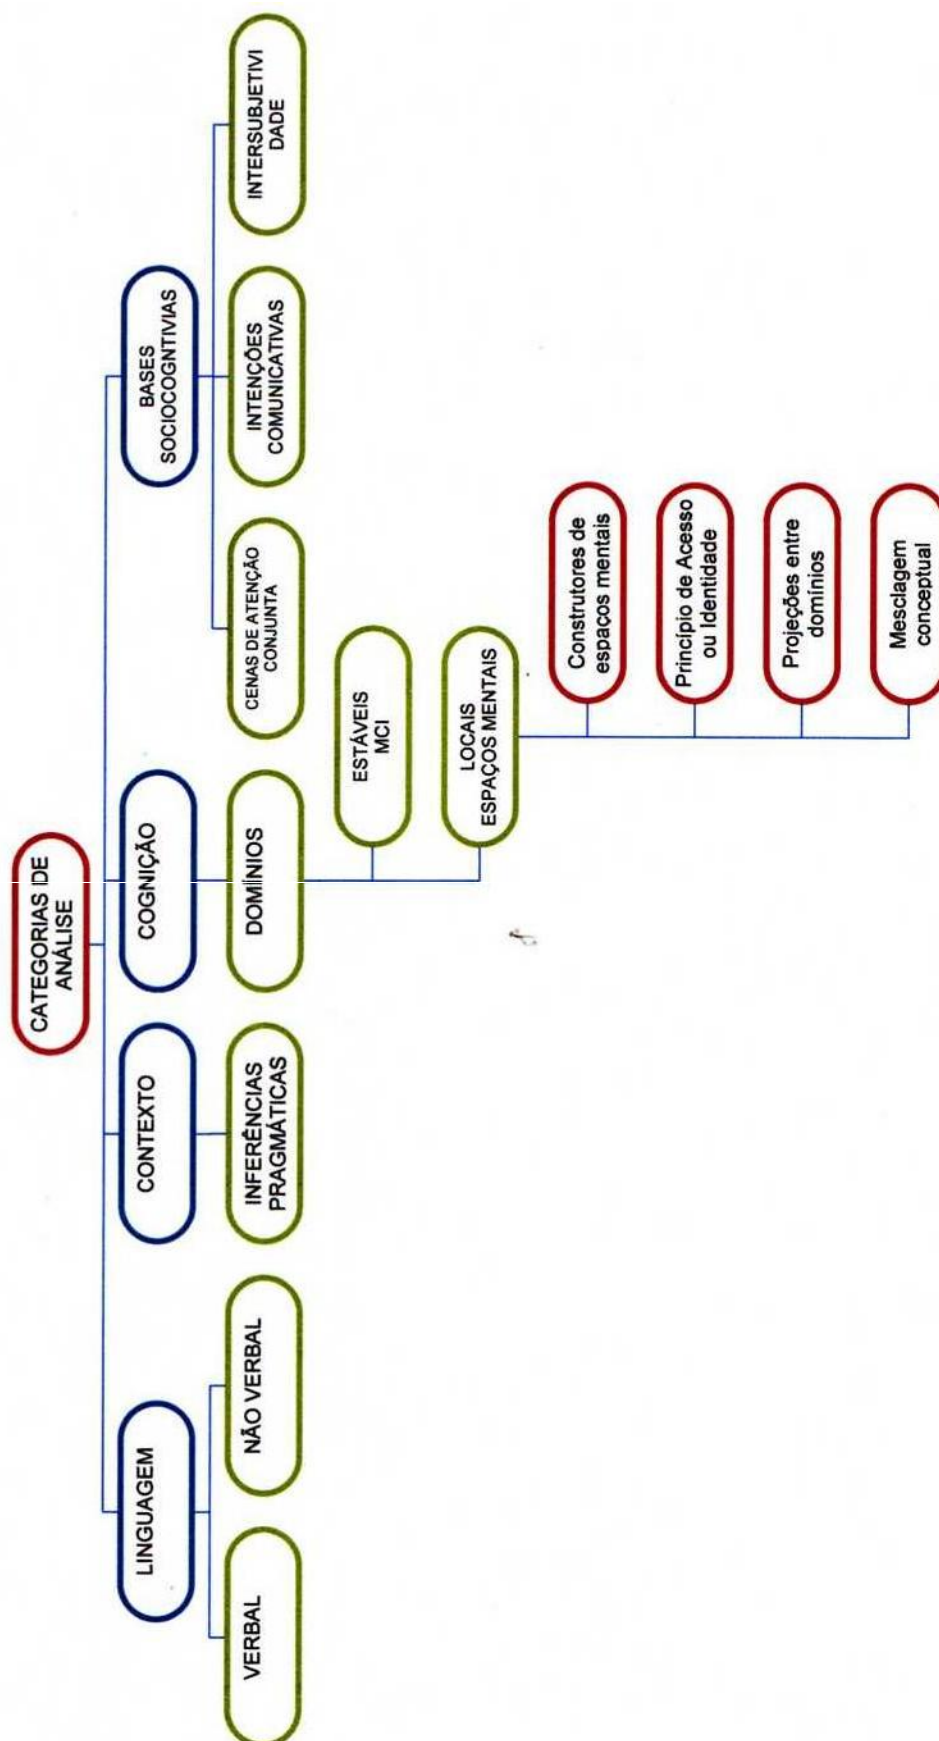 CATEGORIAS DE
ANÁLISE
LINGUAGEM
CONTEXTO
COGNIÇÃO
BASES
SOCIOCOGNTIVIAS
VERBAL
NÃO VERBAL
INFERÊNCIAS
PRAGMÁTICAS
DOMÍNIOS
CENAS DE ATENÇÃO
CONJUNTA
INTENÇÕES
COMUNICATIVAS
INTERSUBJETIVI
DADE
ESTÁVEIS
MCI
LOCAIS
ESPAÇOS MENTAIS
Construtores de
espaços mentais
Princípio de Acesso
ou Identidade
Projeções entre
domínios
Mesclagem
conceptual